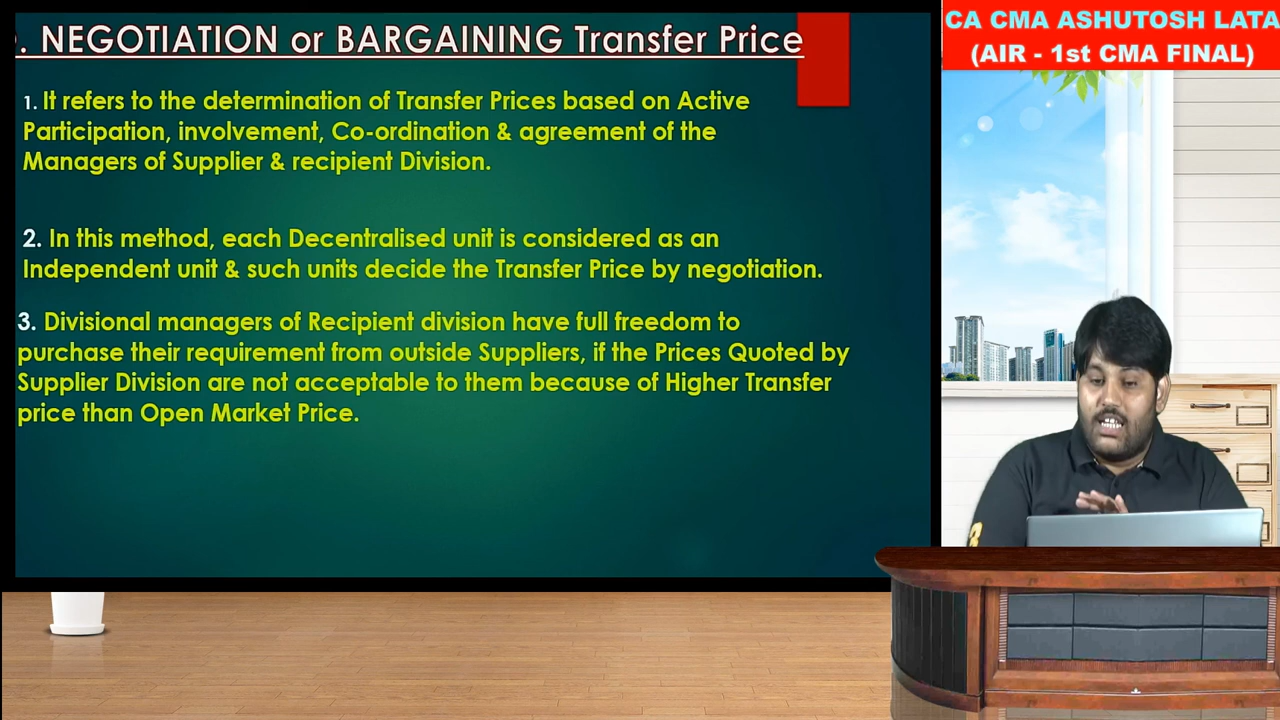 . NEGOTIATION or BARGAINING Transfer Price
1. It refers to the determination of Transfer Prices based on Active
Participation, involvement, Co-ordination & agreement of the
Managers of Supplier & recipient Division.
2. In this method, each Decentralised unit is considered as an
Independent unit & such units decide the Transfer Price by negotiation.
3. Divisional managers of Recipient division have full freedom to
purchase their requirement from outside Suppliers, if the Prices Quoted by
Supplier Division are not acceptable to them because of Higher Transfer
price than Open Market Price.
CA CMA ASHUTOSH LATA
(AIR - 1st CMA FINAL)